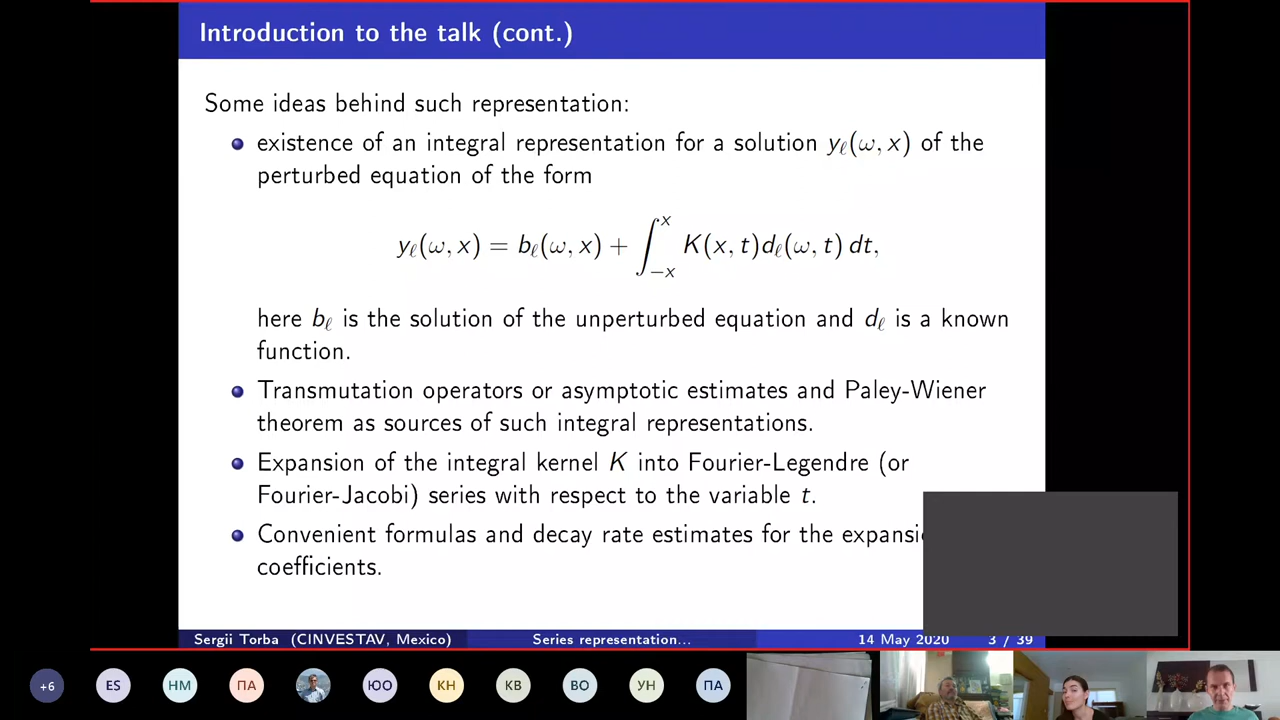 Introduction to the talk (cont.)
Some ideas behind such representation:
existence of an integral representation for a solution yℓ(ω, x) of the
perturbed equation of the form
yℓ(ω, x) = bℓ(ω, x) + ∫_{−x}^{x} K(x, t)dℓ(ω, t) dt,
here bℓ is the solution of the unperturbed equation and dℓ is a known
function.
Transmutation operators or asymptotic estimates and Paley-Wiener
theorem as sources of such integral representations.
Expansion of the integral kernel K into Fourier-Legendre (or
Fourier-Jacobi) series with respect to the variable t.
Convenient formulas and decay rate estimates for the
coefficients.
Sergii Torba (CINVESTAV, Mexico) Series representation... 14 May 2020 3 / 39
+6 ES НМ ПА ЮО КН КВ ВО УН ПА